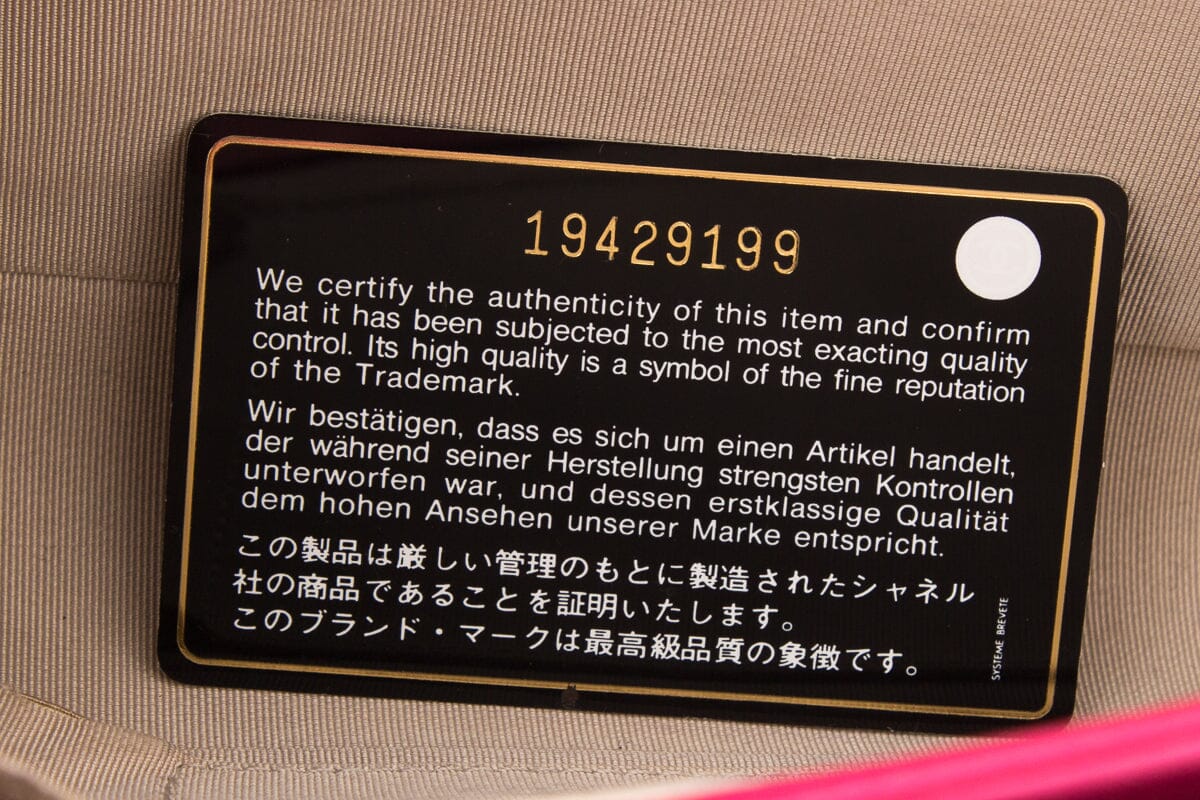 19429199
We certify the authenticity of this item and confirm
that it has been subjected to the most exacting quality
control. Its high quality is a symbol of the fine reputation
of the Trademark.
Wir bestätigen, dass es sich um einen Artikel handelt,
der während seiner Herstellung strengsten Kontrollen
unterworfen war, und dessen erstklassige Qualität
dem hohen Ansehen unserer Marke entspricht.
この製品は厳しい管理のもとに製造されたシャネル
社の商品であることを証明いたします。
このブランド・マークは最高級品質の象徴です。
SYSTEME BREVETE